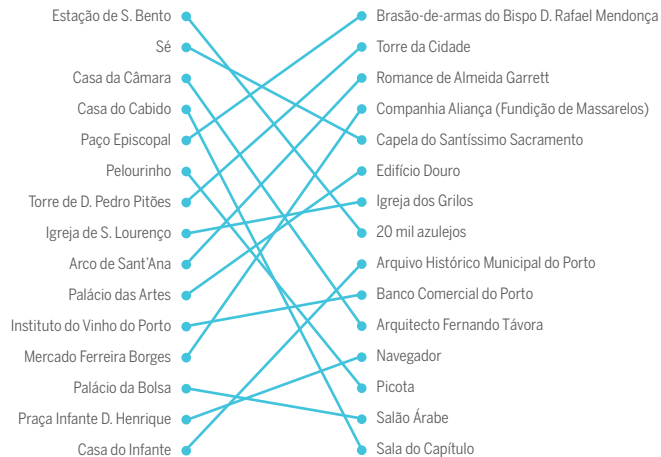 Estação de S. Bento
Sé
Casa da Câmara
Casa do Cabido
Paço Episcopal
Pelourinho
Torre de D. Pedro Pitões
Igreja de S. Lourenço
Arco de Sant'Ana
Palácio das Artes
Instituto do Vinho do Porto
Mercado Ferreira Borges
Palácio da Bolsa
Praça Infante D. Henrique
Casa do Infante
Brasão-de-armas do Bispo D. Rafael Mendonça
Torre da Cidade
Romance de Almeida Garrett
Companhia Aliança (Fundição de Massarelos)
Capela do Santíssimo Sacramento
Edifício Douro
Igreja dos Grilos
20 mil azulejos
Arquivo Histórico Municipal do Porto
Banco Comercial do Porto
Arquitecto Fernando Távora
Navegador
Picota
Salão Árabe
Sala do Capítulo